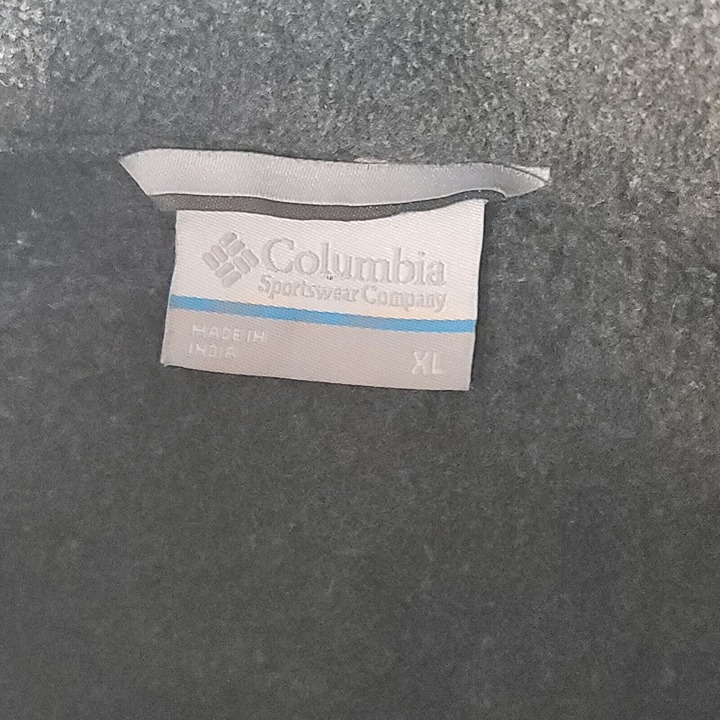 Columbia
Sportswear Company
MADE IN
INDIA
XL